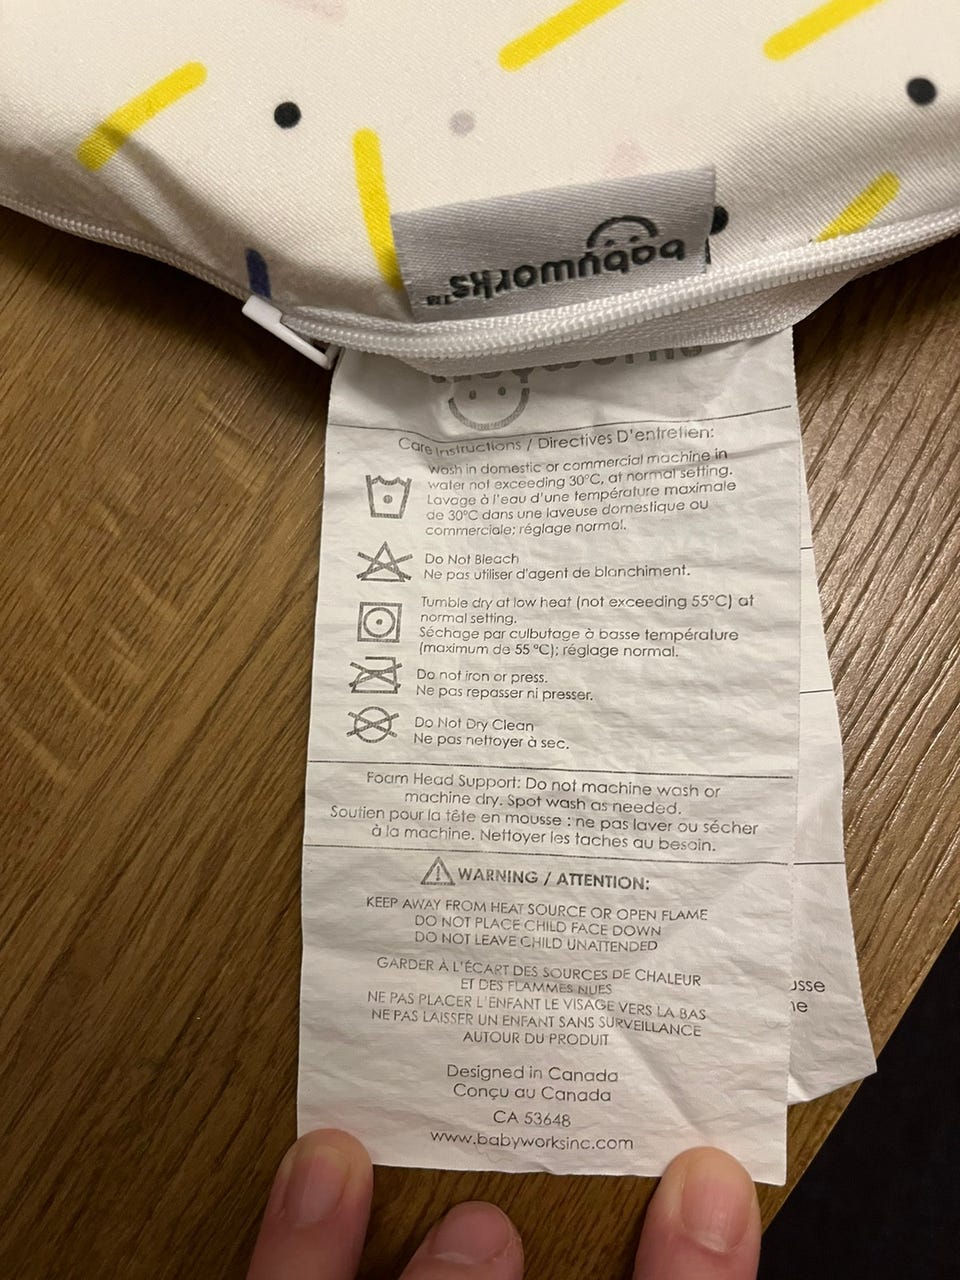 babyworks™
Care Instructions / Directives D'entretien:
Wash in domestic or commercial machine in
water not exceeding 30°C, at normal setting.
Lavage à l'eau d'une température maximale
de 30°C dans une laveuse domestique ou
commerciale; réglage normal.
Do Not Bleach
Ne pas utiliser d'agent de blanchiment.
Tumble dry at low heat (not exceeding 55°C) at
normal setting.
Séchage par culbutage à basse température
(maximum de 55 °C); réglage normal.
Do not iron or press.
Ne pas repasser ni presser.
Do Not Dry Clean
Ne pas nettoyer à sec.
Foam Head Support: Do not machine wash or
machine dry. Spot wash as needed.
Soutien pour la tête en mousse : ne pas laver ou sécher
à la machine. Nettoyer les taches au besoin.
WARNING / ATTENTION:
KEEP AWAY FROM HEAT SOURCE OR OPEN FLAME
DO NOT PLACE CHILD FACE DOWN
DO NOT LEAVE CHILD UNATTENDED
GARDER À L'ÉCART DES SOURCES DE CHALEUR
ET DES FLAMMES NUES
NE PAS PLACER L'ENFANT LE VISAGE VERS LA BAS
NE PAS LAISSER UN ENFANT SANS SURVEILLANCE
AUTOUR DU PRODUIT
Designed in Canada
Conçu au Canada
CA 53648
www.babyworksinc.com